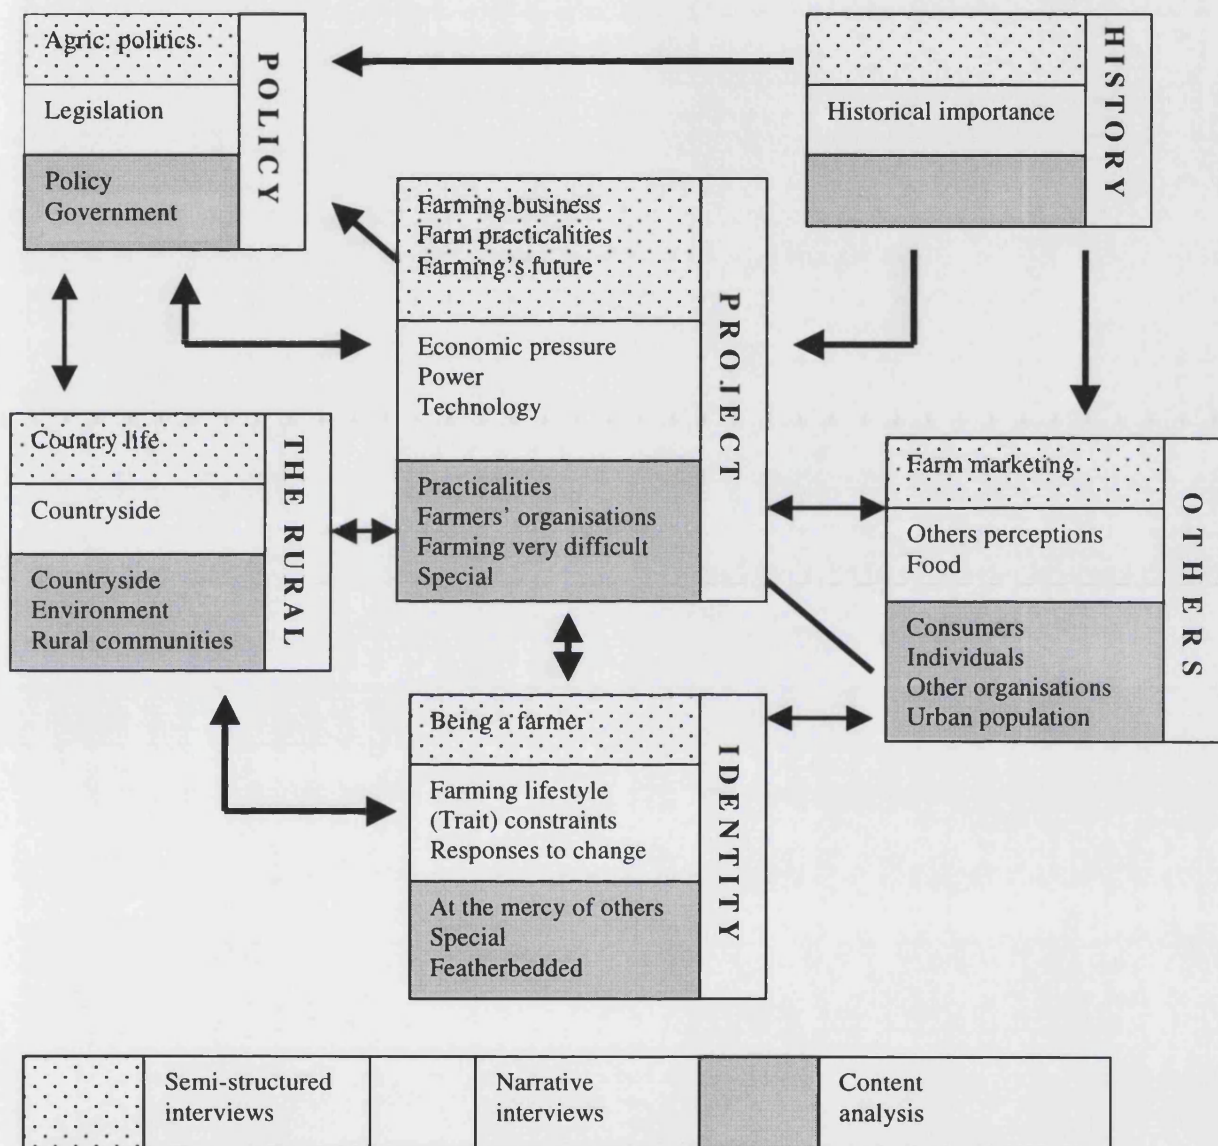 Agric. politics
Legislation
Policy
Government
POLICY
Historical importance
HISTORY
Farming business
Farm practicalities
Farming's future
Economic pressure
Power
Technology
Practicalities
Farmers' organisations
Farming very difficult
Special
PROJECT
Country life
Countryside
Countryside
Environment
Rural communities
THE RURAL
Farm marketing
Others perceptions
Food
Consumers
Individuals
Other organisations
Urban population
OTHERS
Being a farmer
Farming lifestyle
(Trait) constraints
Responses to change
At the mercy of others
Special
Featherbedded
IDENTITY
Semi-structured
interviews
Narrative
interviews
Content
analysis